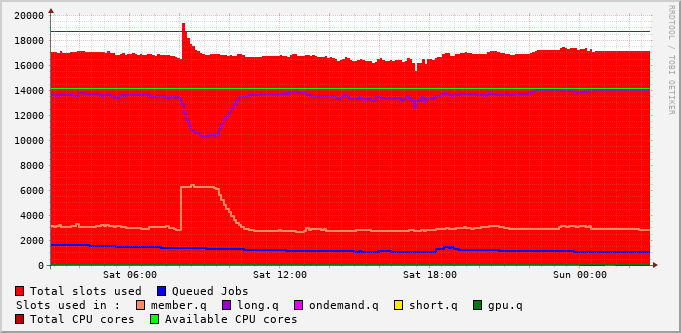 20000
18000
16000
14000
12000
10000
8000
6000
4000
2000
0
Sat 06:00 Sat 12:00 Sat 18:00 Sun 00:00
RRDTOOL / TOBI OETIKER
Total slots used Queued Jobs
Slots used in : member.q long.q ondemand.q short.q gpu.q
Total CPU cores Available CPU cores